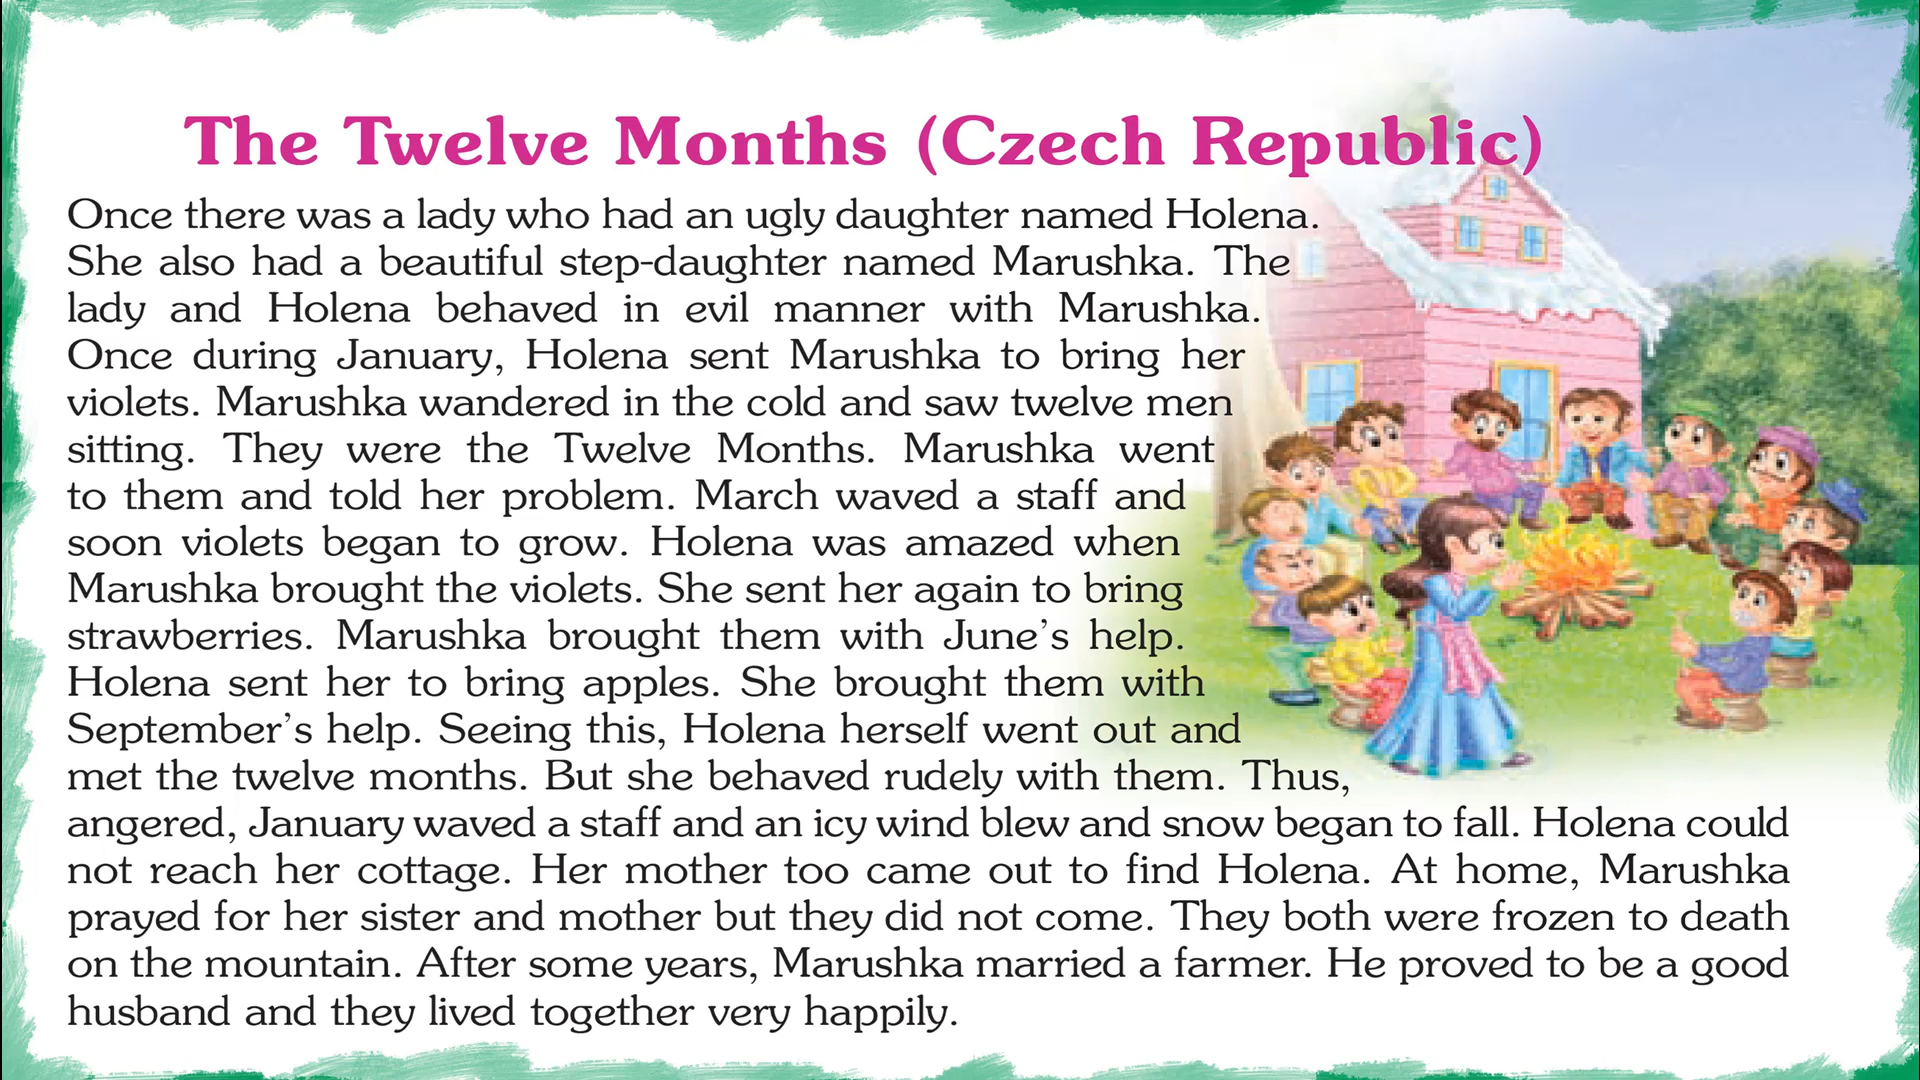 The Twelve Months (Czech Republic)
Once there was a lady who had an ugly daughter named Holena.
She also had a beautiful step-daughter named Marushka. The
lady and Holena behaved in evil manner with Marushka.
Once during January, Holena sent Marushka to bring her
violets. Marushka wandered in the cold and saw twelve men
sitting. They were the Twelve Months. Marushka went
to them and told her problem. March waved a staff and
soon violets began to grow. Holena was amazed when
Marushka brought the violets. She sent her again to bring
strawberries. Marushka brought them with June’s help.
Holena sent her to bring apples. She brought them with
September’s help. Seeing this, Holena herself went out and
met the twelve months. But she behaved rudely with them. Thus,
angered, January waved a staff and an icy wind blew and snow began to fall. Holena could
not reach her cottage. Her mother too came out to find Holena. At home, Marushka
prayed for her sister and mother but they did not come. They both were frozen to death
on the mountain. After some years, Marushka married a farmer. He proved to be a good
husband and they lived together very happily.